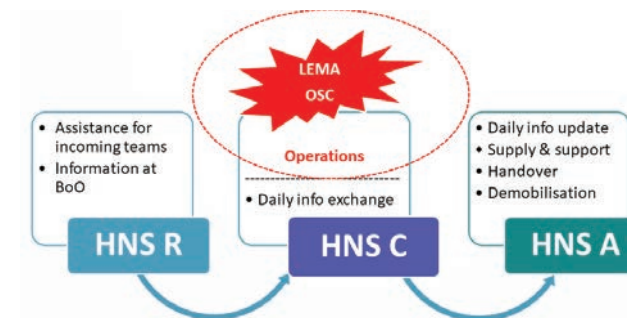 LEMA
OSC
• Assistance for
incoming teams
• Information at
BoO
HNS R
Operations
• Daily info exchange
HNS C
• Daily info update
• Supply & support
• Handover
• Demobilisation
HNS A